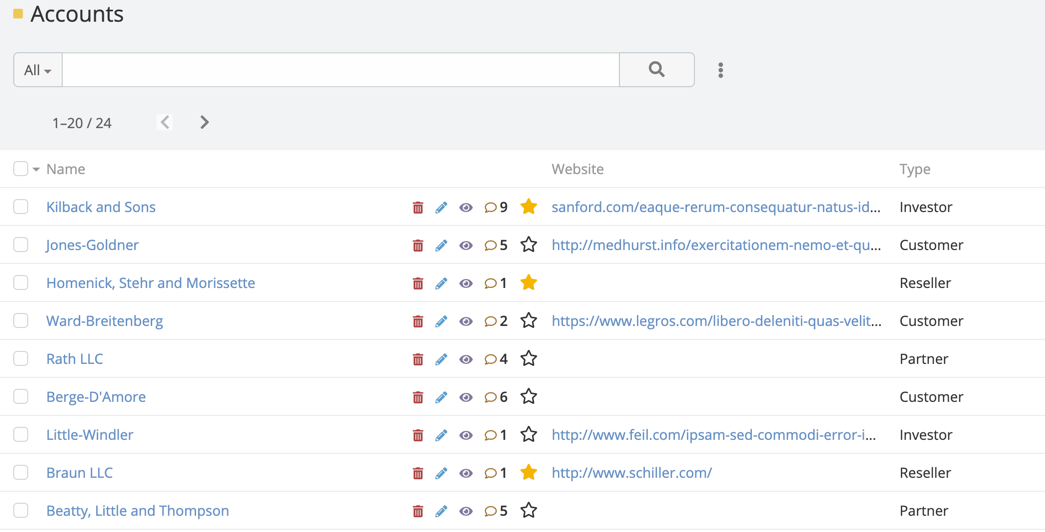 Accounts
All
1–20 / 24
Name Website Type
Kilback and Sons 9 sanford.com/eaque-rerum-consequatur-natus-id... Investor
Jones-Goldner 5 http://medhurst.info/exercitationem-nemo-et-qu... Customer
Homenick, Stehr and Morissette 1 Reseller
Ward-Breitenberg 2 https://www.legros.com/libero-deleniti-quas-velit... Customer
Rath LLC 4 Partner
Berge-D'Amore 6 Customer
Little-Windler 1 http://www.feil.com/ipsam-sed-commodi-error-i... Investor
Braun LLC 1 http://www.schiller.com/ Reseller
Beatty, Little and Thompson 5 Partner